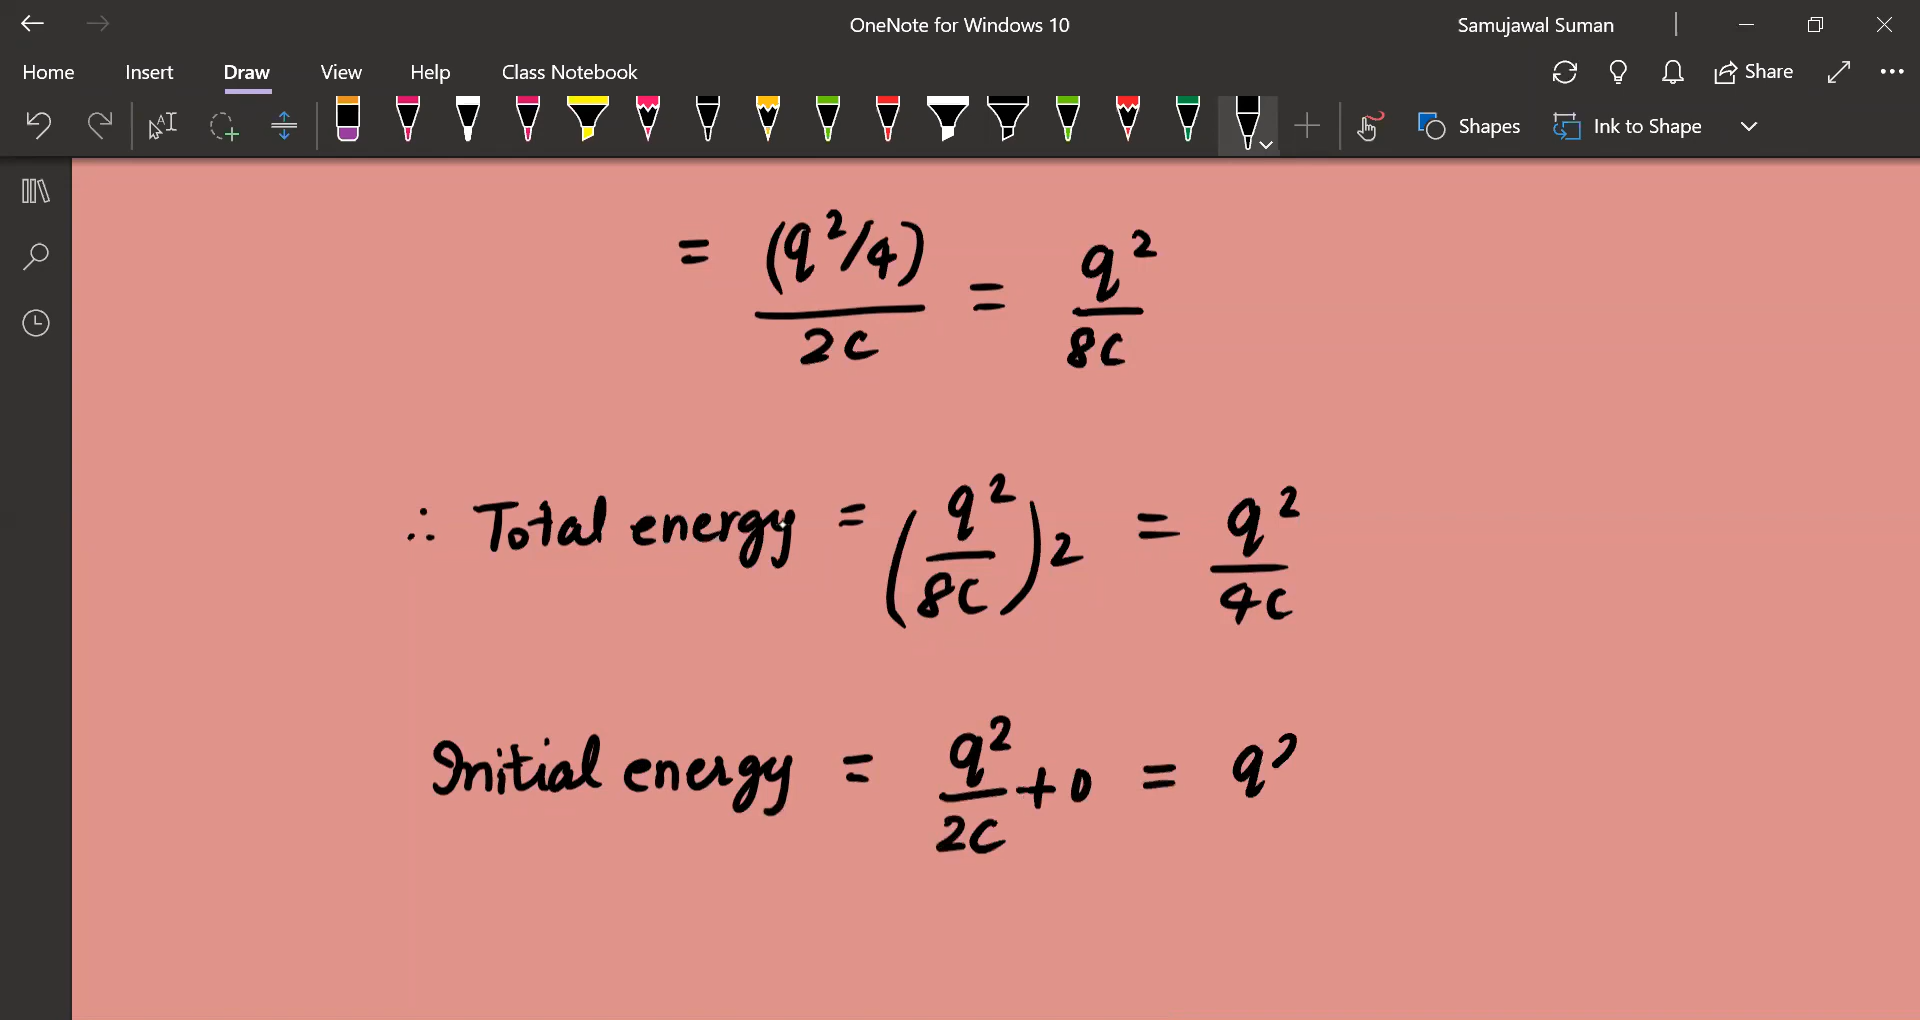 OneNote for Windows 10
Samujawal Suman
Home Insert Draw View Help Class Notebook
Share
Shapes Ink to Shape
= (q²/4)/2C = q²/8C
∴ Total energy = (q²/8C)2 = q²/4C
Initial energy = q²/2C + 0 = q²